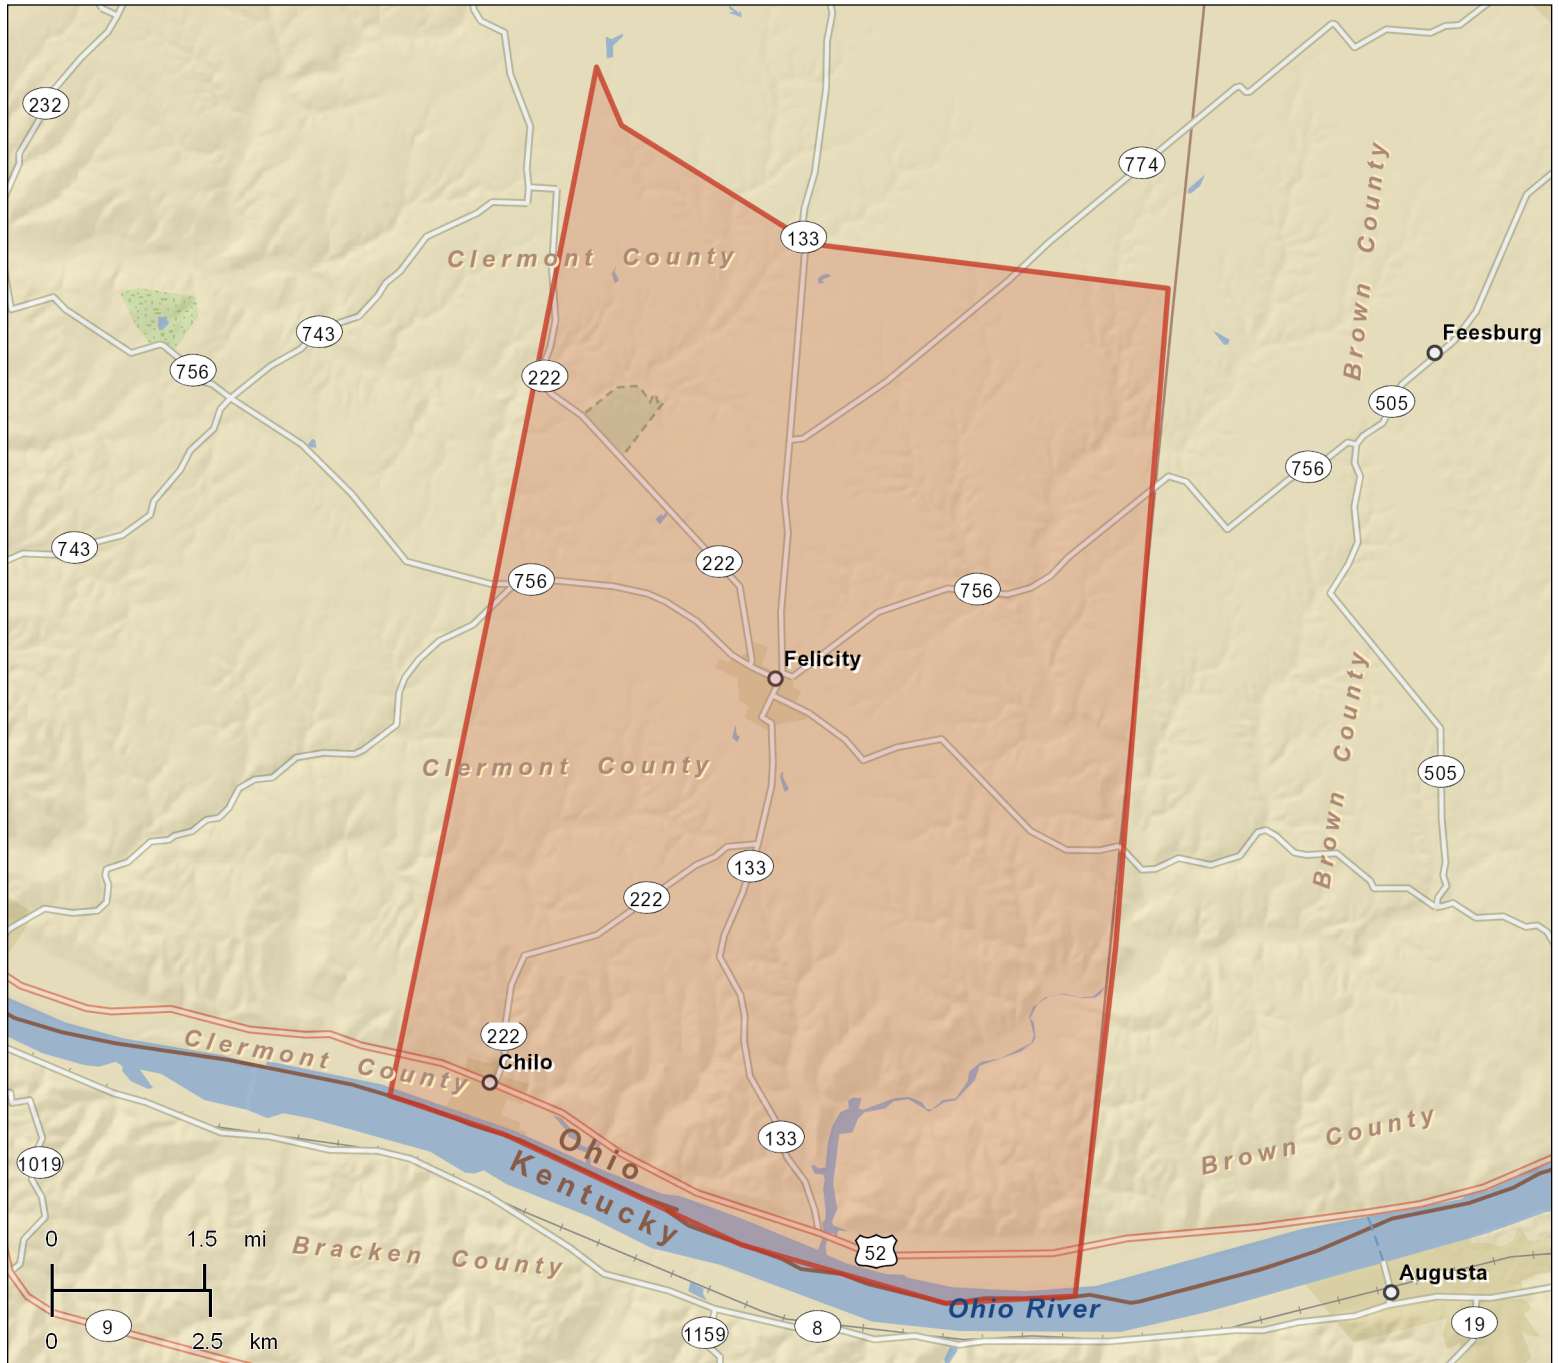 232
133
774
Clermont County
Brown County
743
756
222
Feesburg
505
756
743
222
756
756
Felicity
Clermont County
Brown County
505
133
222
222
Chilo
Clermont County
Ohio
Kentucky
133
Brown County
1019
0 1.5 mi
Bracken County
52
Augusta
Ohio River
9
0 2.5 km
1159
8
19